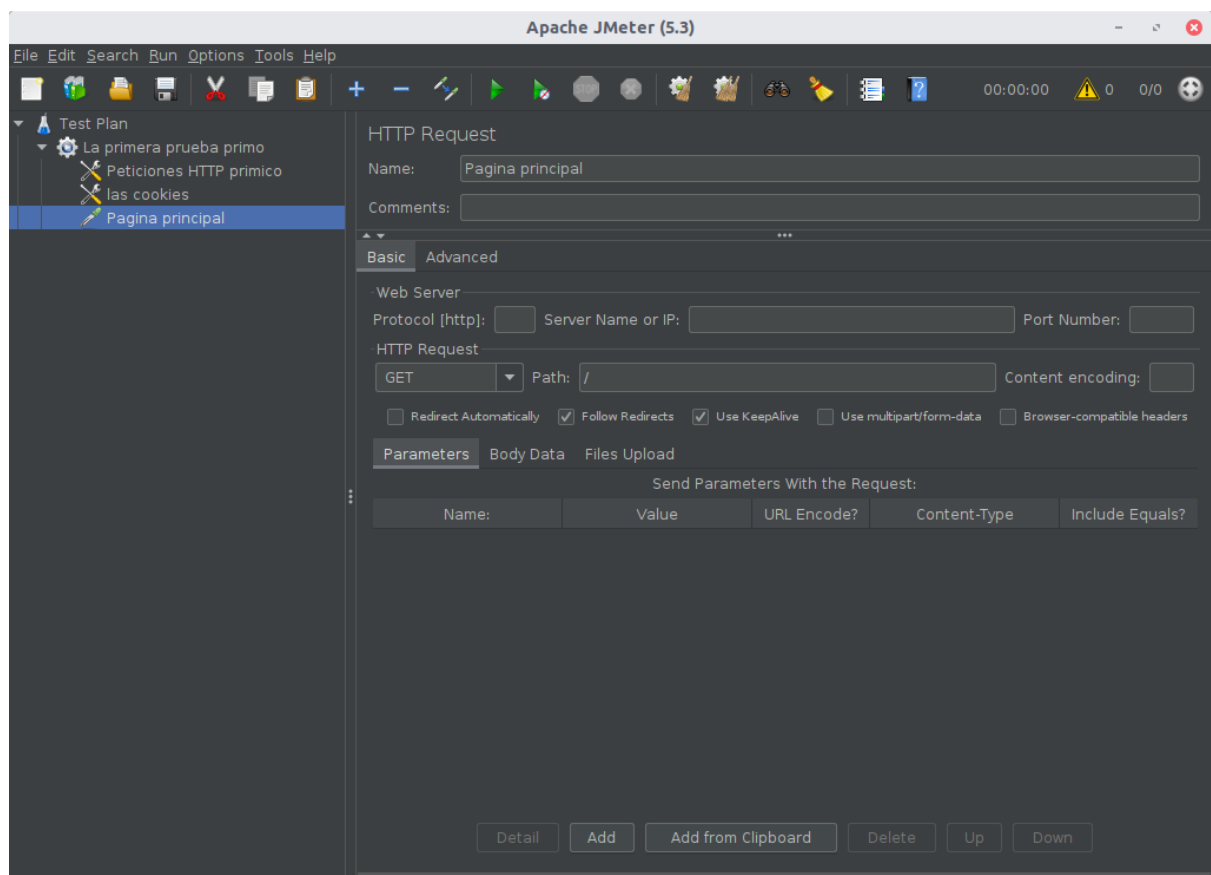 Apache JMeter (5.3)
File Edit Search Run Options Tools Help
STOP
?
00:00:00 0 0/0
Test Plan
La primera prueba primo
Peticiones HTTP primico
las cookies
Pagina principal
HTTP Request
Name: Pagina principal
Comments:
Basic Advanced
Web Server
Protocol [http]: Server Name or IP: Port Number:
HTTP Request
GET Path: / Content encoding:
Redirect Automatically Follow Redirects Use KeepAlive Use multipart/form-data Browser-compatible headers
Parameters Body Data Files Upload
Send Parameters With the Request:
Name: Value URL Encode? Content-Type Include Equals?
Detail Add Add from Clipboard Delete Up Down